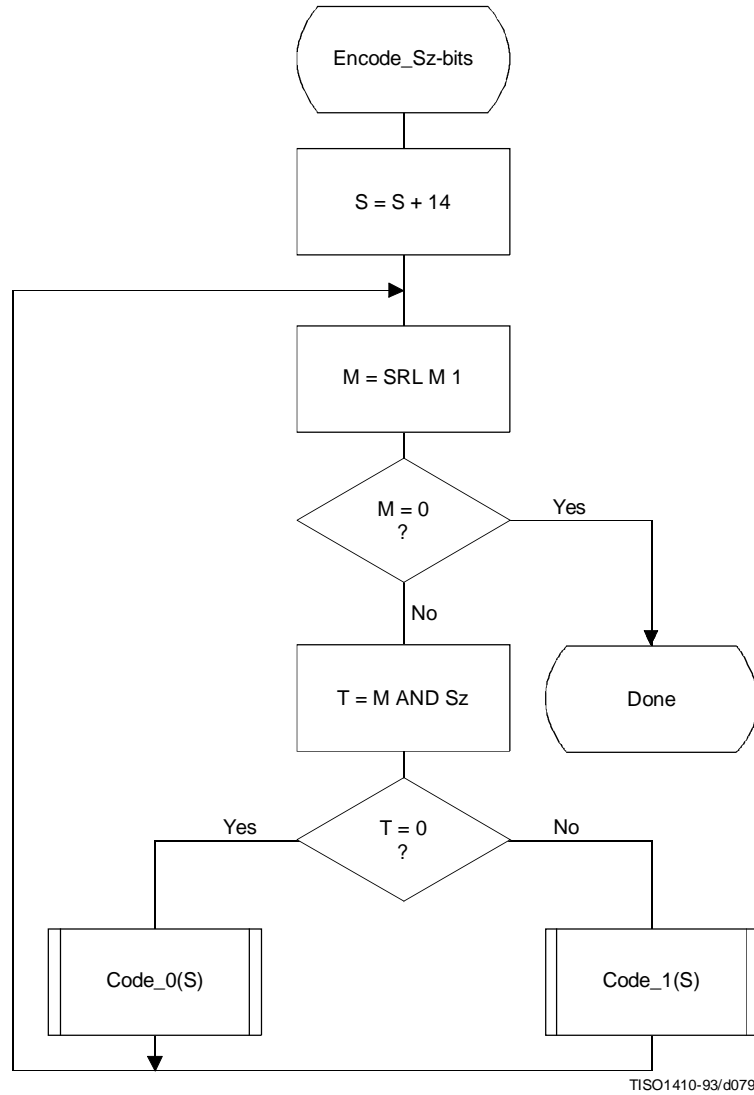 Encode_Sz-bits
S = S + 14
M = SRL M 1
M = 0
?
Yes
No
T = M AND Sz
Done
T = 0
?
Yes
No
Code_0(S)
Code_1(S)
TISO1410-93/d079